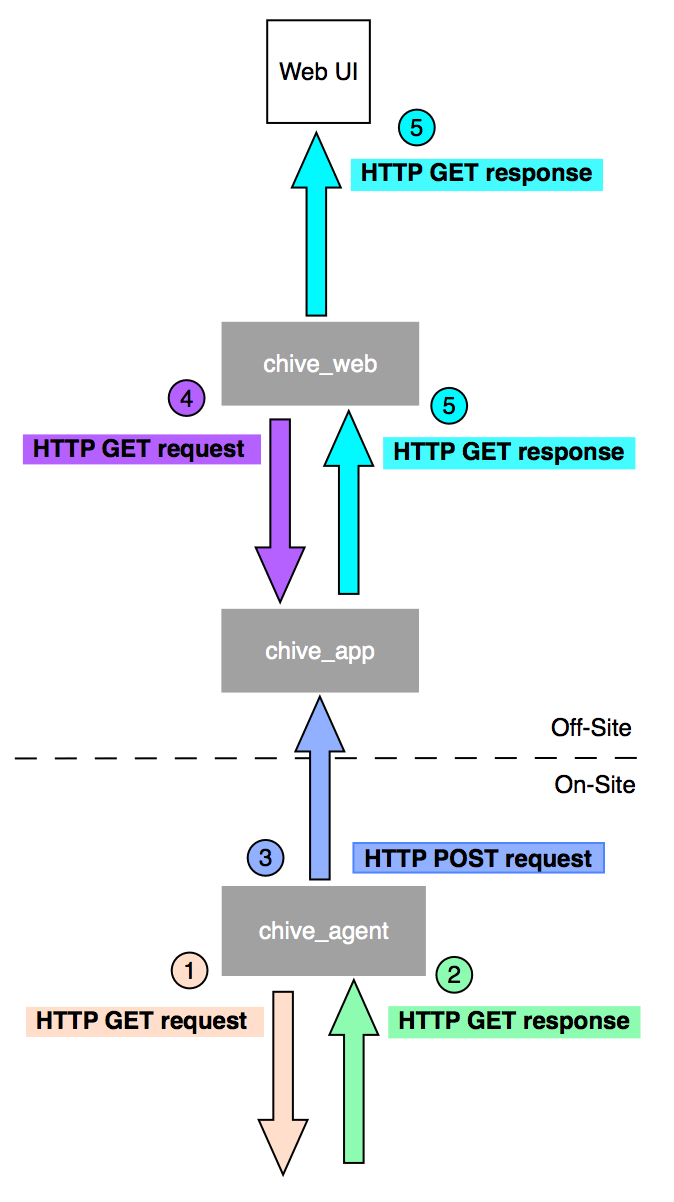 Web UI
5
HTTP GET response
chive_web
4
5
HTTP GET request
HTTP GET response
chive_app
Off-Site
On-Site
3
HTTP POST request
chive_agent
1
2
HTTP GET request
HTTP GET response